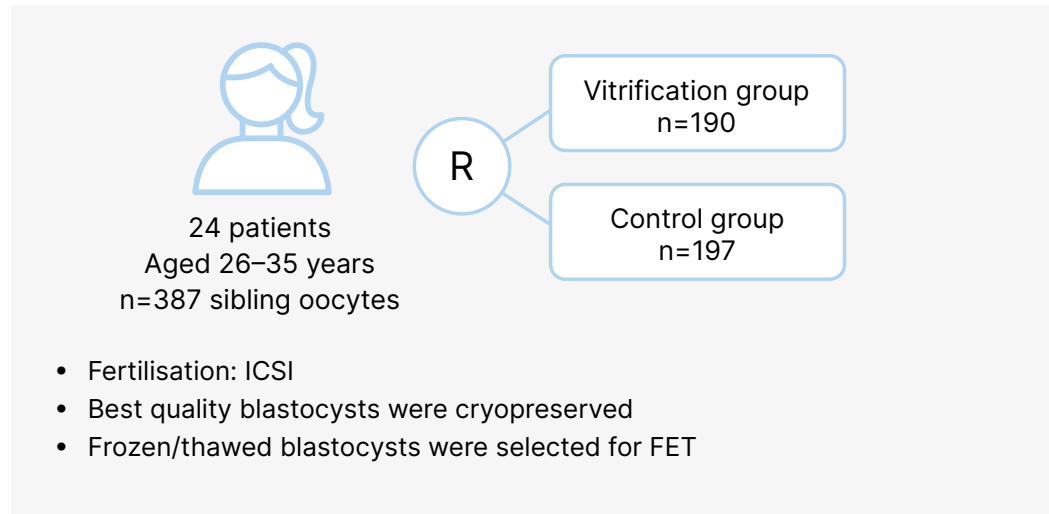 24 patients
Aged 26–35 years
n=387 sibling oocytes
R
Vitrification group
n=190
Control group
n=197
• Fertilisation: ICSI
• Best quality blastocysts were cryopreserved
• Frozen/thawed blastocysts were selected for FET